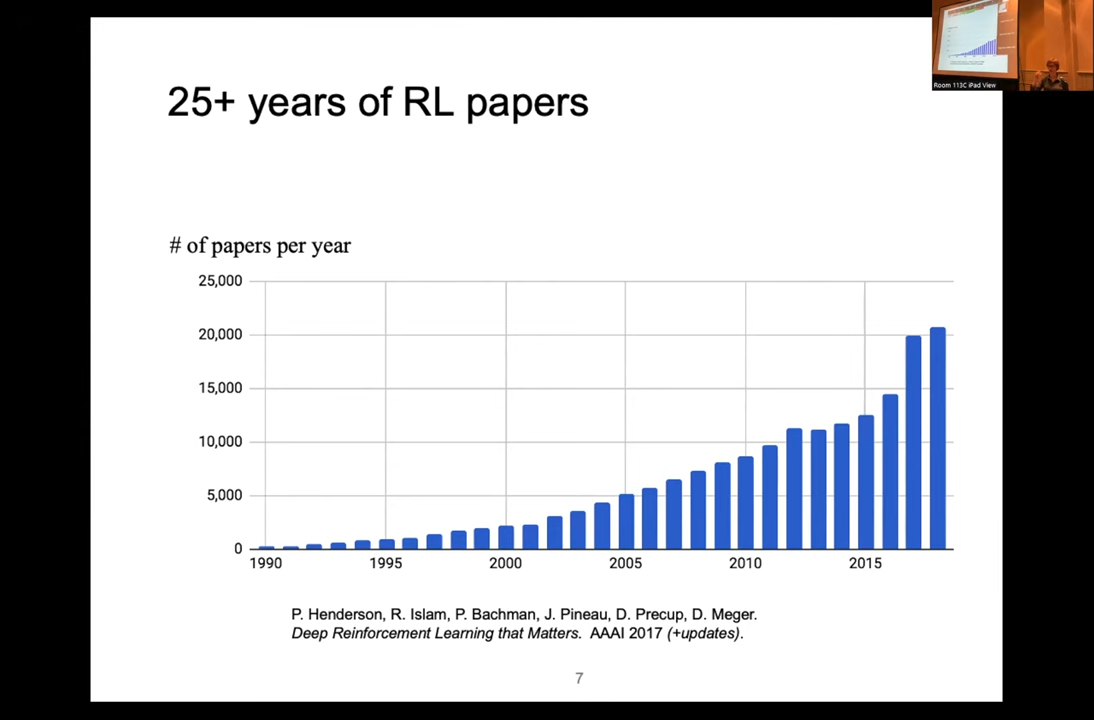 25+ years of RL papers
# of papers per year
25,000
20,000
15,000
10,000
5,000
0
1990 1995 2000 2005 2010 2015
P. Henderson, R. Islam, P. Bachman, J. Pineau, D. Precup, D. Meger.
Deep Reinforcement Learning that Matters. AAAI 2017 (+updates).
7
Room 113C iPad View